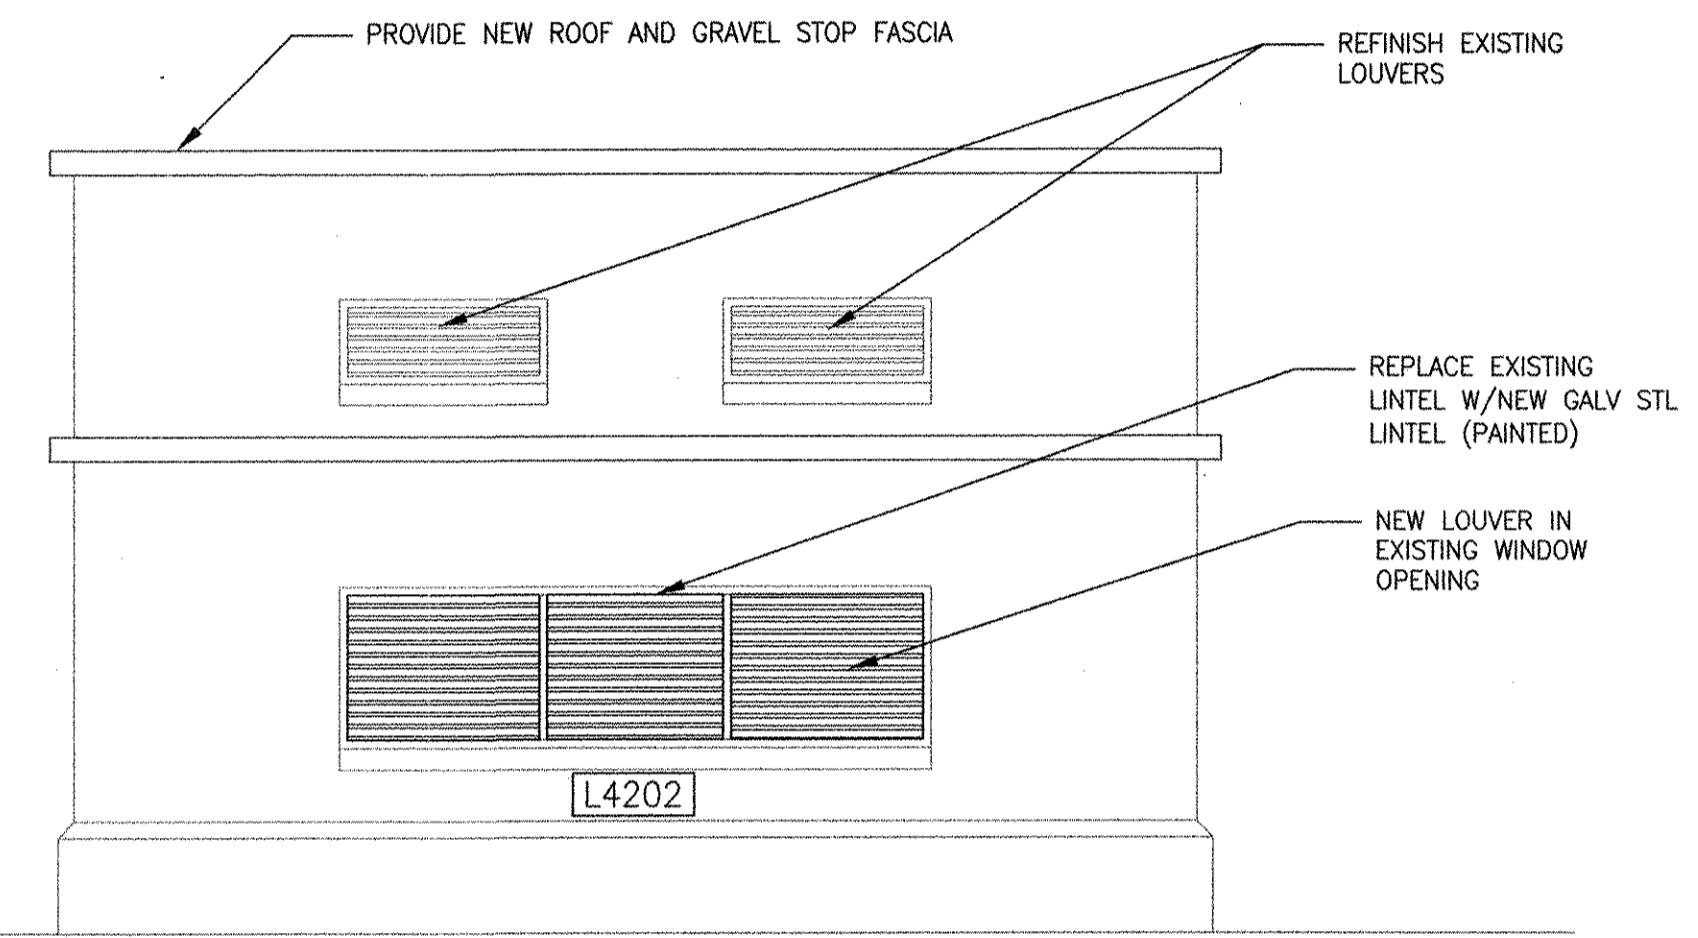 PROVIDE NEW ROOF AND GRAVEL STOP FASCIA
REFINISH EXISTING
LOUVERS
REPLACE EXISTING
LINTEL W/NEW GALV STL
LINTEL (PAINTED)
NEW LOUVER IN
EXISTING WINDOW
OPENING
L4202